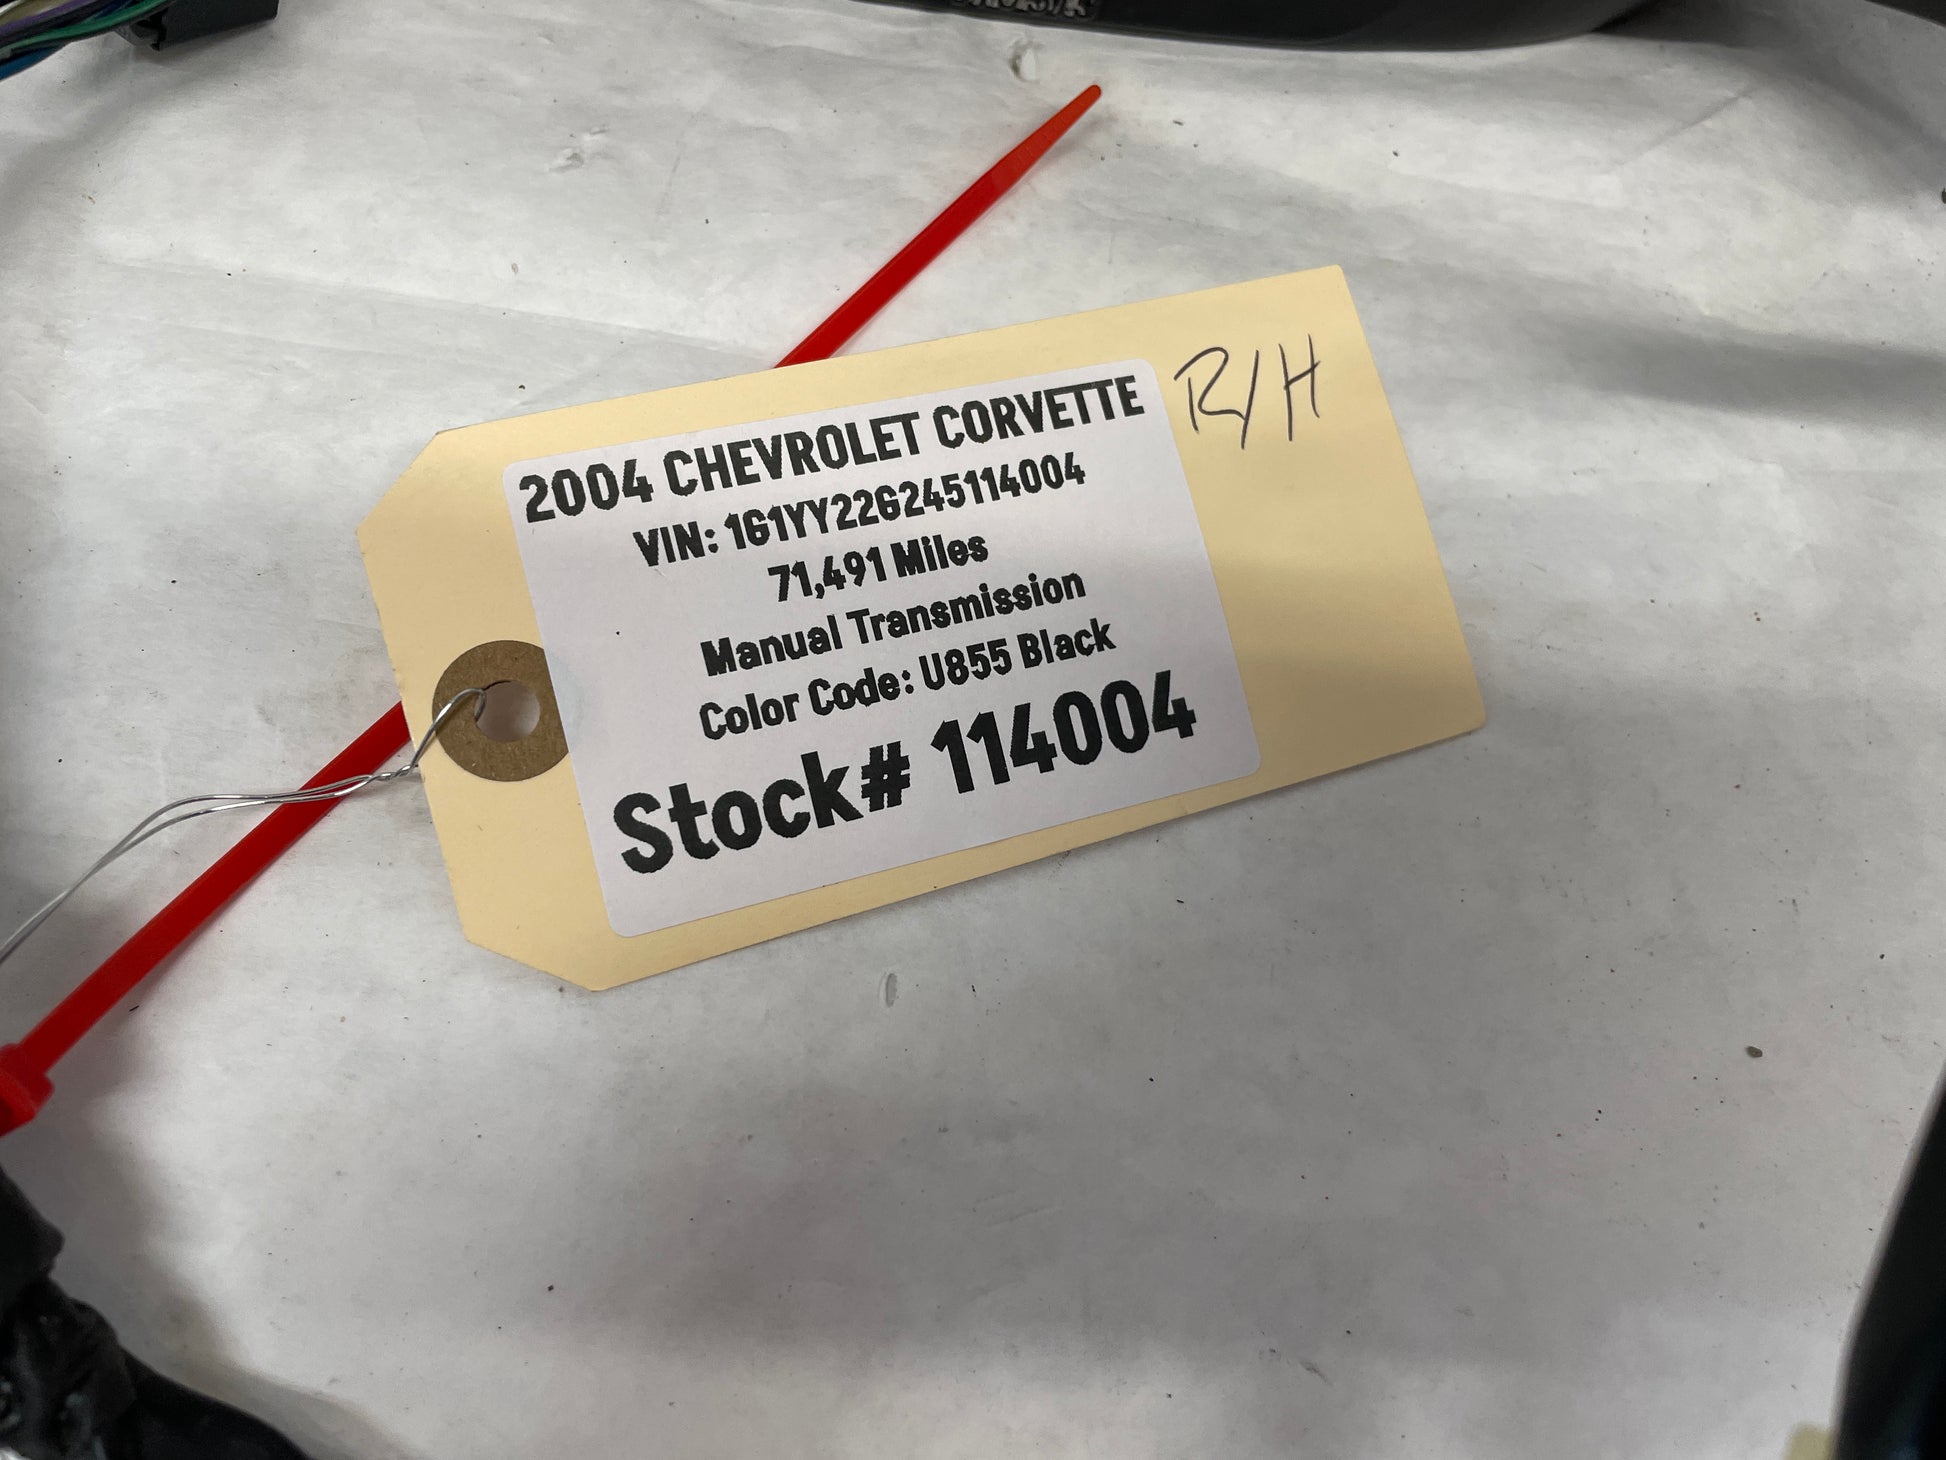 2004 CHEVROLET CORVETTE
VIN: 1G1YY22G245114004
71,491 Miles
Manual Transmission
Color Code: U855 Black
Stock# 114004
R/H